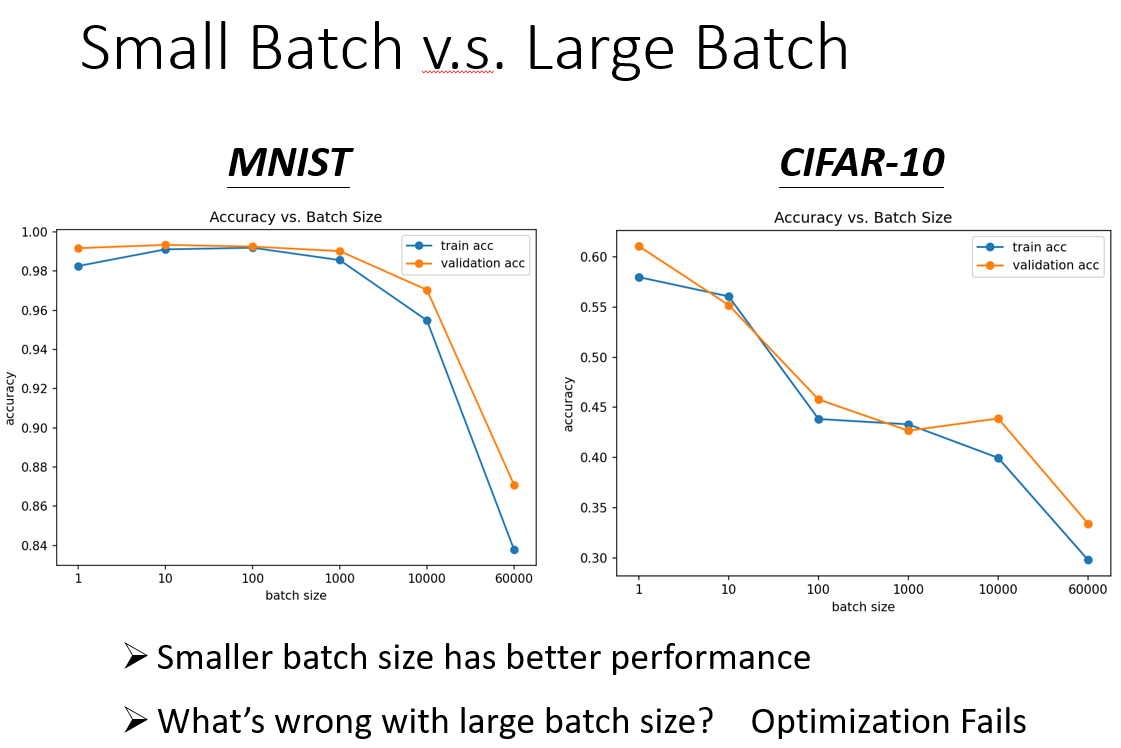 Small Batch v.s. Large Batch
MNIST
Accuracy vs. Batch Size
train acc
validation acc
1.00
0.98
0.96
0.94
0.92
0.90
0.88
0.86
0.84
accuracy
1 10 100 1000 10000 60000
batch size
CIFAR-10
Accuracy vs. Batch Size
train acc
validation acc
0.60
0.55
0.50
0.45
0.40
0.35
0.30
accuracy
1 10 100 1000 10000 60000
batch size
➢ Smaller batch size has better performance
➢ What’s wrong with large batch size? Optimization Fails